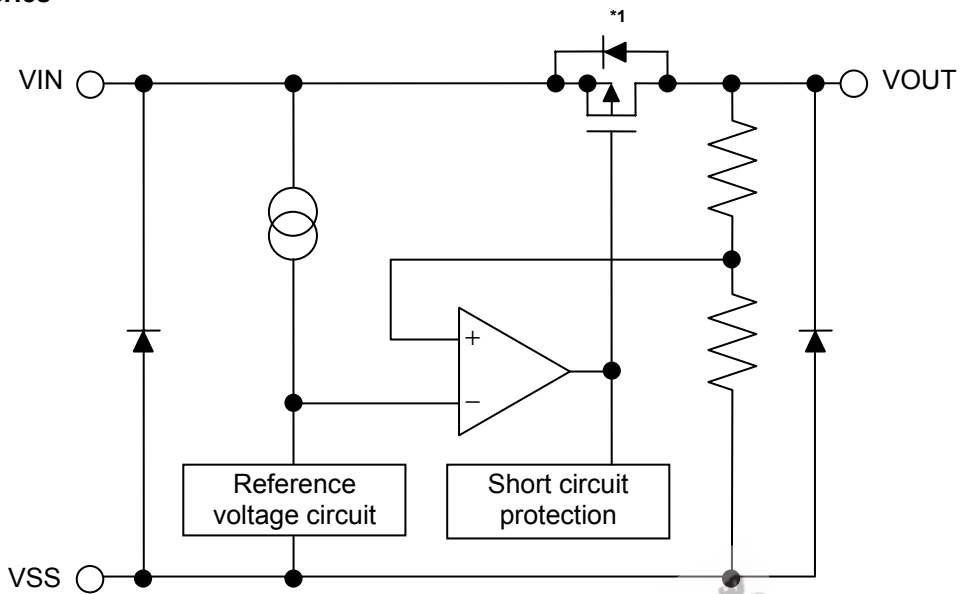 *1
VIN
VOUT
+
−
Reference
voltage circuit
Short circuit
protection
VSS